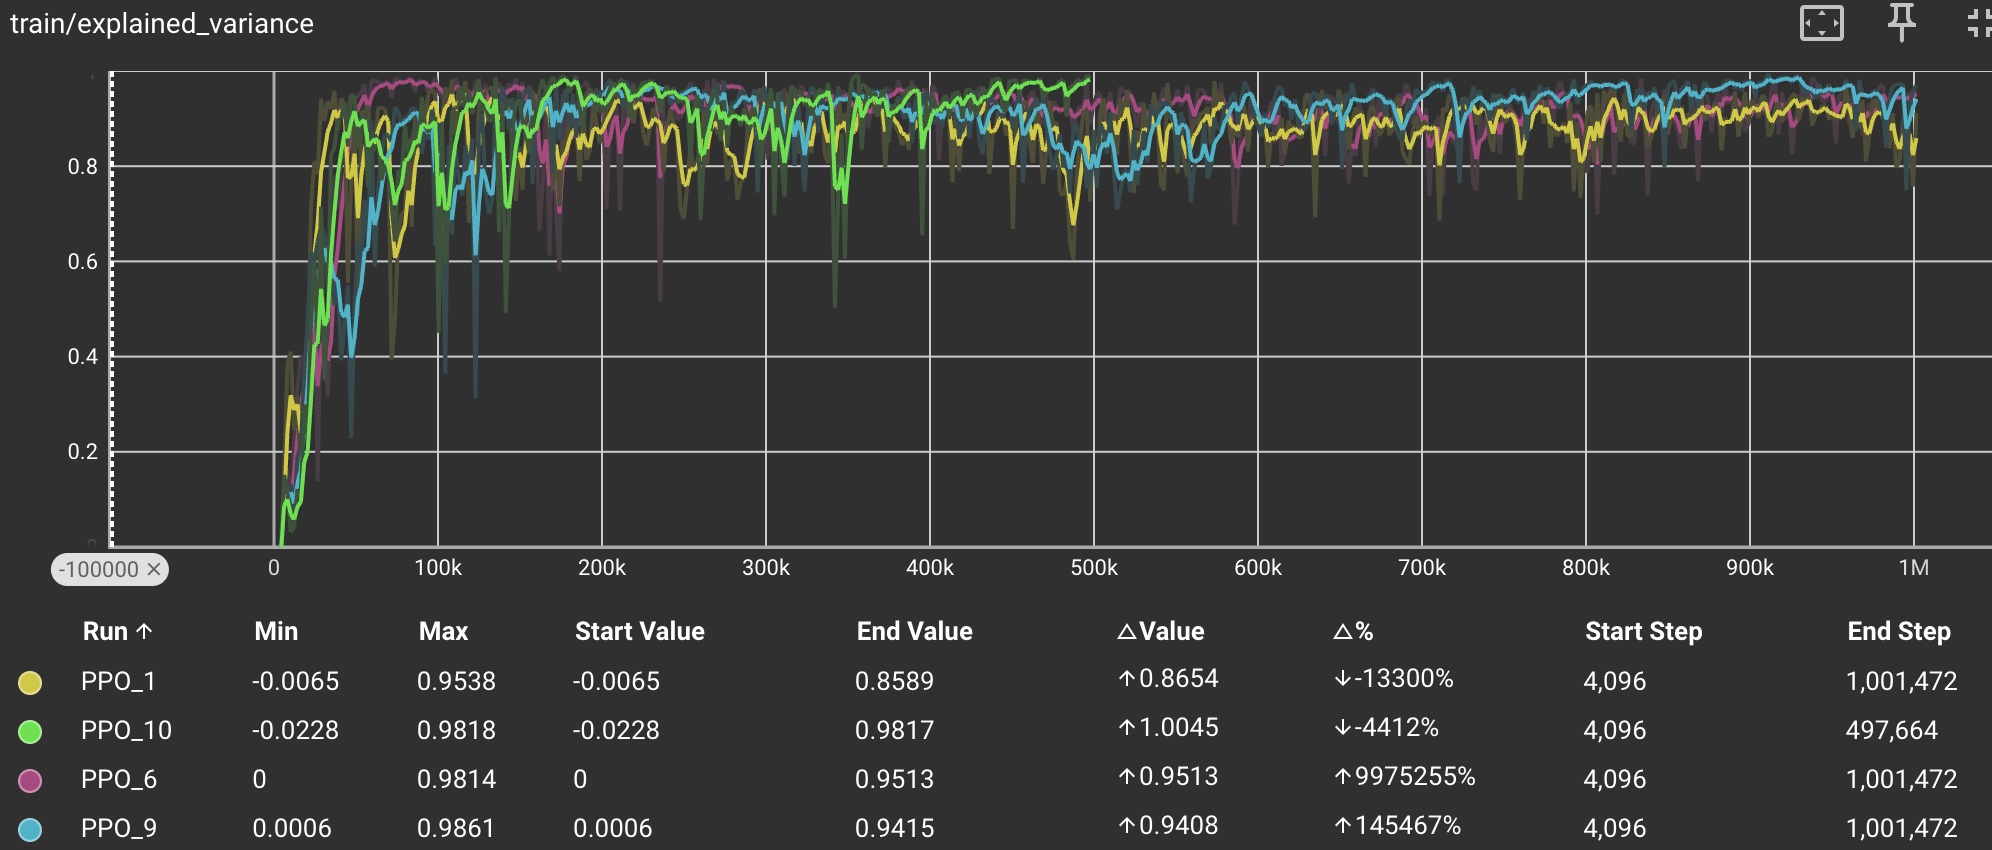 train/explained_variance
0.8
0.6
0.4
0.2
0
-100000 ×
0 100k 200k 300k 400k 500k 600k 700k 800k 900k 1M
Run ↑ Min Max Start Value End Value △Value △% Start Step End Step
PPO_1 -0.0065 0.9538 -0.0065 0.8589 ↑0.8654 ↓-13300% 4,096 1,001,472
PPO_10 -0.0228 0.9818 -0.0228 0.9817 ↑1.0045 ↓-4412% 4,096 497,664
PPO_6 0 0.9814 0 0.9513 ↑0.9513 ↑9975255% 4,096 1,001,472
PPO_9 0.0006 0.9861 0.0006 0.9415 ↑0.9408 ↑145467% 4,096 1,001,472